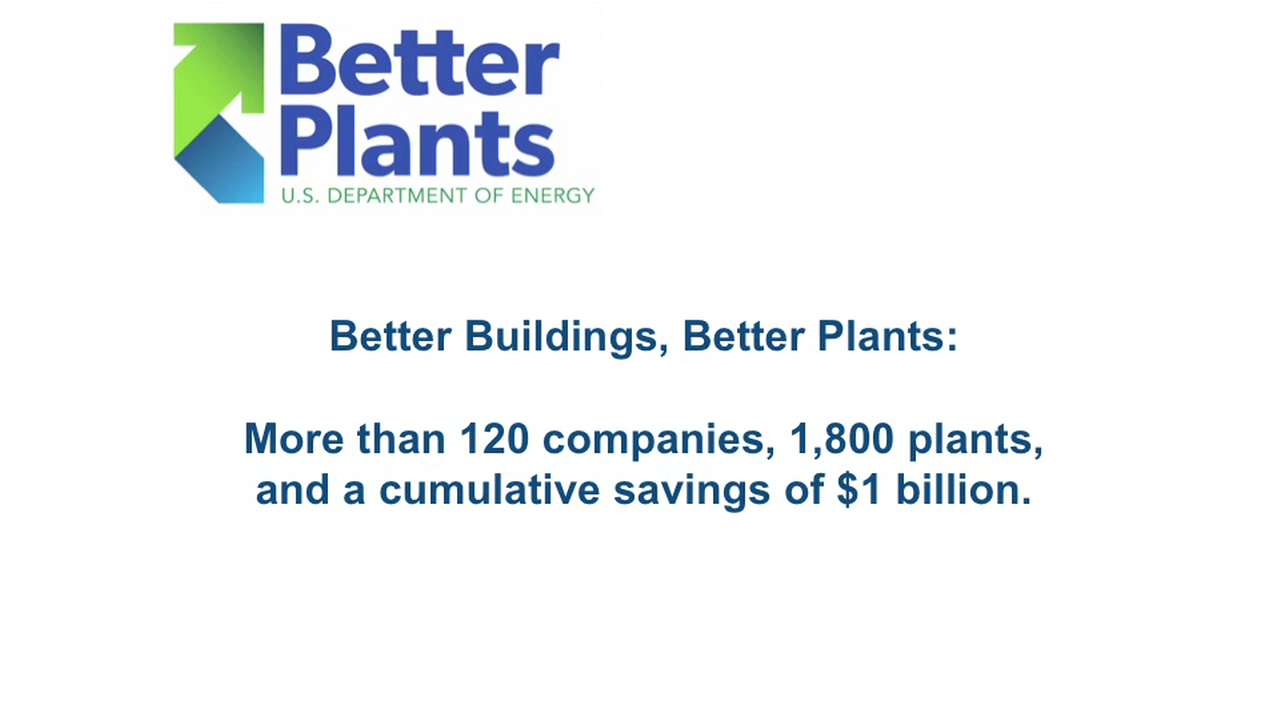 Better
Plants
U.S. DEPARTMENT OF ENERGY
Better Buildings, Better Plants:
More than 120 companies, 1,800 plants,
and a cumulative savings of $1 billion.